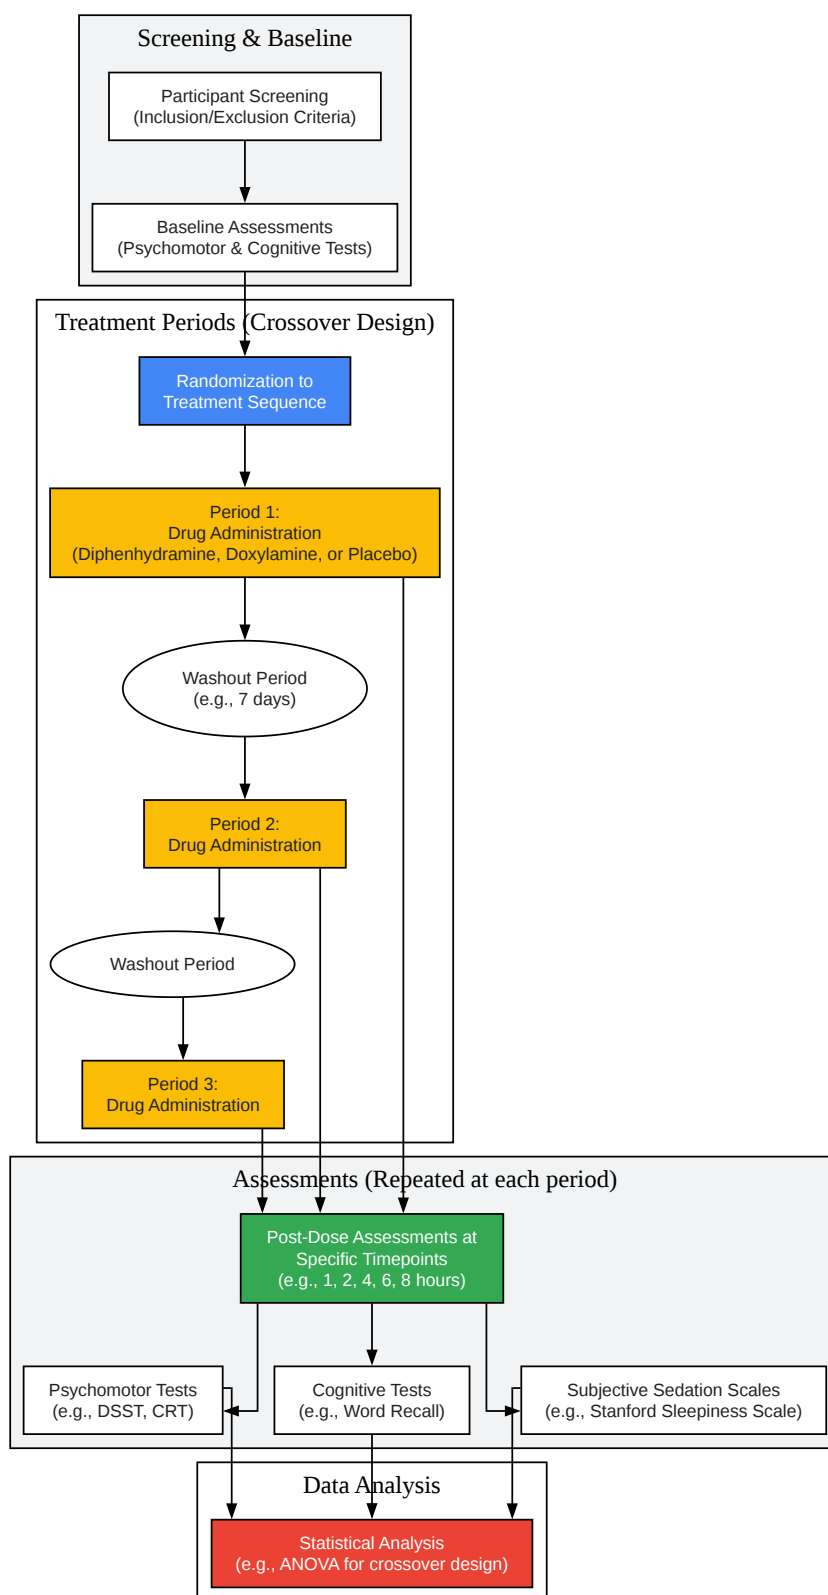 Screening & Baseline
Participant Screening
(Inclusion/Exclusion Criteria)
Baseline Assessments
(Psychomotor & Cognitive Tests)
Treatment Periods (Crossover Design)
Randomization to
Treatment Sequence
Period 1:
Drug Administration
(Diphenhydramine, Doxylamine, or Placebo)
Washout Period
(e.g., 7 days)
Period 2:
Drug Administration
Washout Period
Period 3:
Drug Administration
Assessments (Repeated at each period)
Post-Dose Assessments at
Specific Timepoints
(e.g., 1, 2, 4, 6, 8 hours)
Psychomotor Tests
(e.g., DSST, CRT)
Cognitive Tests
(e.g., Word Recall)
Subjective Sedation Scales
(e.g., Stanford Sleepiness Scale)
Data Analysis
Statistical Analysis
(e.g., ANOVA for crossover design)